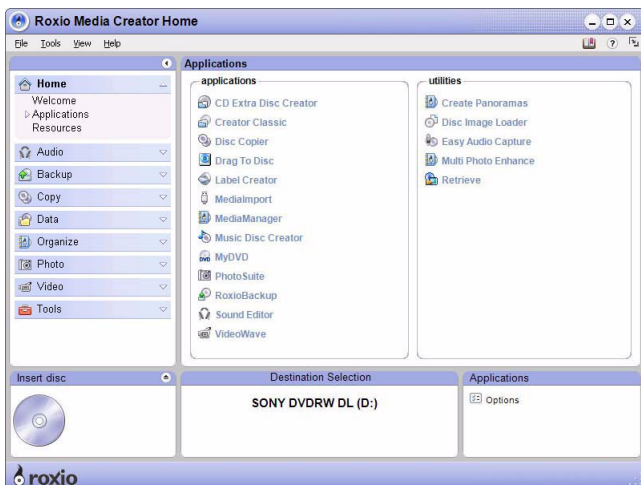 Roxio Media Creator Home
File Tools View Help
Home
Welcome
Applications
Resources
Audio
Backup
Copy
Data
Organize
Photo
Video
Tools
Applications
applications
CD Extra Disc Creator
Creator Classic
Disc Copier
Drag To Disc
Label Creator
MediaImport
MediaManager
Music Disc Creator
MyDVD
PhotoSuite
RoxioBackup
Sound Editor
VideoWave
utilities
Create Panoramas
Disc Image Loader
Easy Audio Capture
Multi Photo Enhance
Retrieve
Insert disc
Destination Selection
SONY DVDRW DL (D:)
Applications
Options
roxio